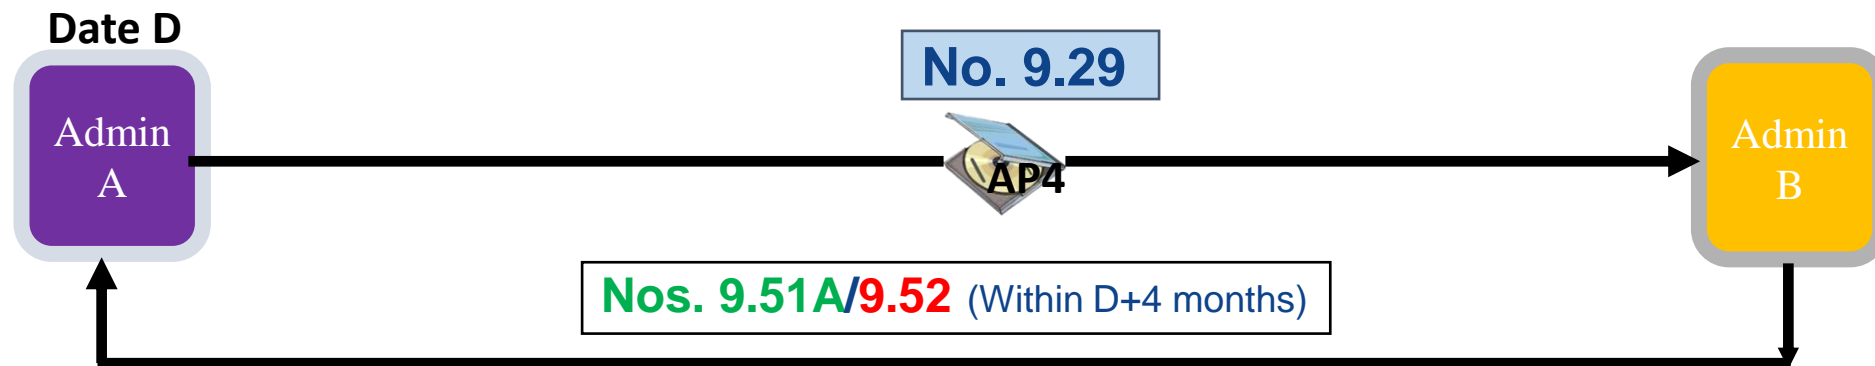 Date D
No. 9.29
Admin
A
AP4
Admin
B
Nos. 9.51A/9.52 (Within D+4 months)